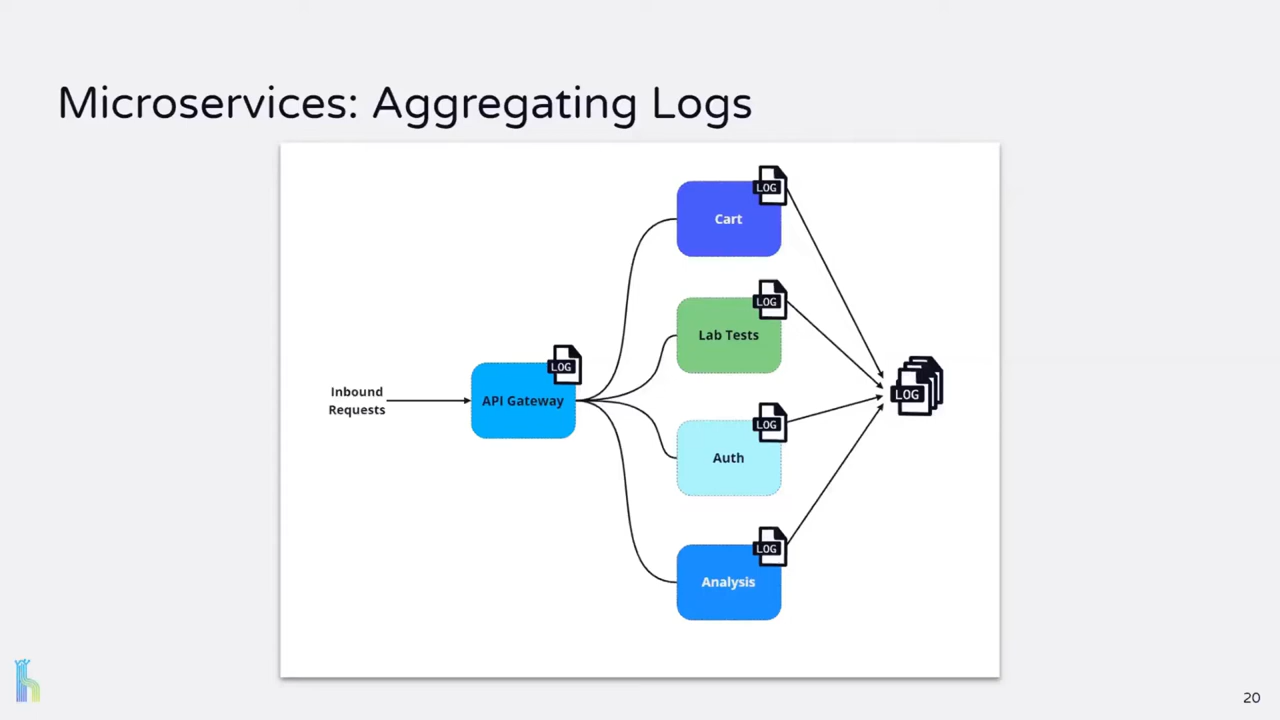 Microservices: Aggregating Logs
LOG
Cart
LOG
Lab Tests
LOG
Inbound
Requests
API Gateway
LOG
LOG
Auth
LOG
Analysis
20